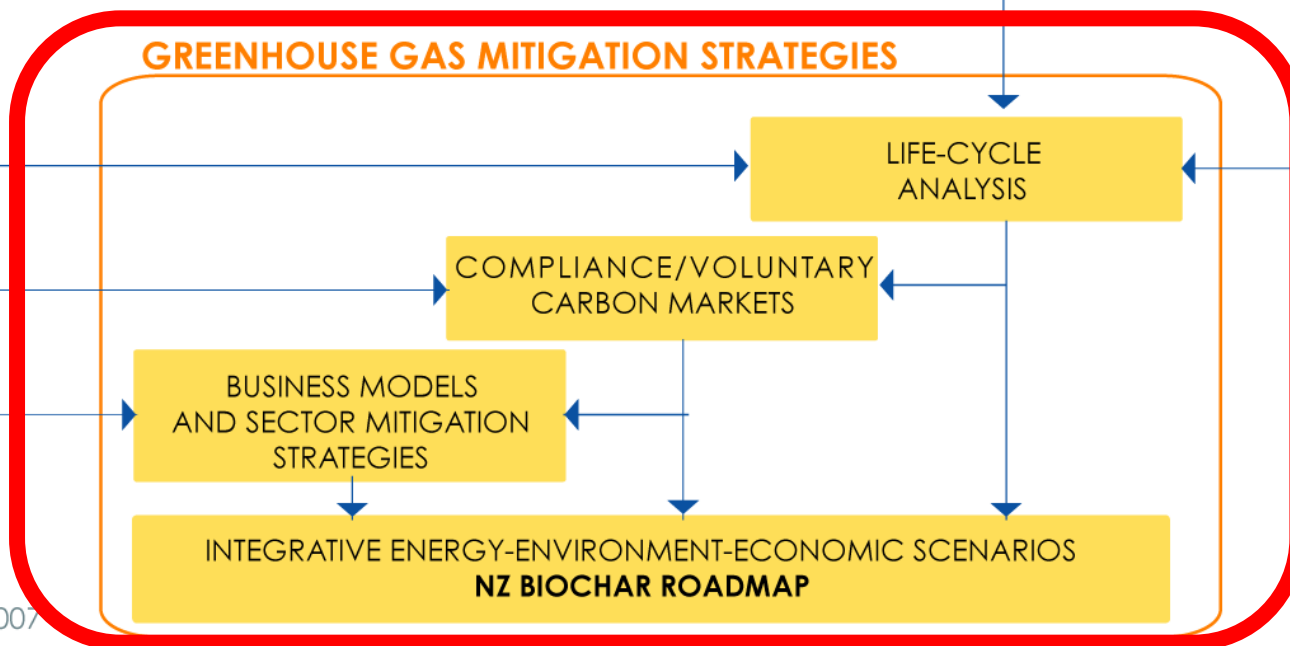 GREENHOUSE GAS MITIGATION STRATEGIES
LIFE-CYCLE
ANALYSIS
COMPLIANCE/VOLUNTARY
CARBON MARKETS
BUSINESS MODELS
AND SECTOR MITIGATION
STRATEGIES
INTEGRATIVE ENERGY-ENVIRONMENT-ECONOMIC SCENARIOS
NZ BIOCHAR ROADMAP
007